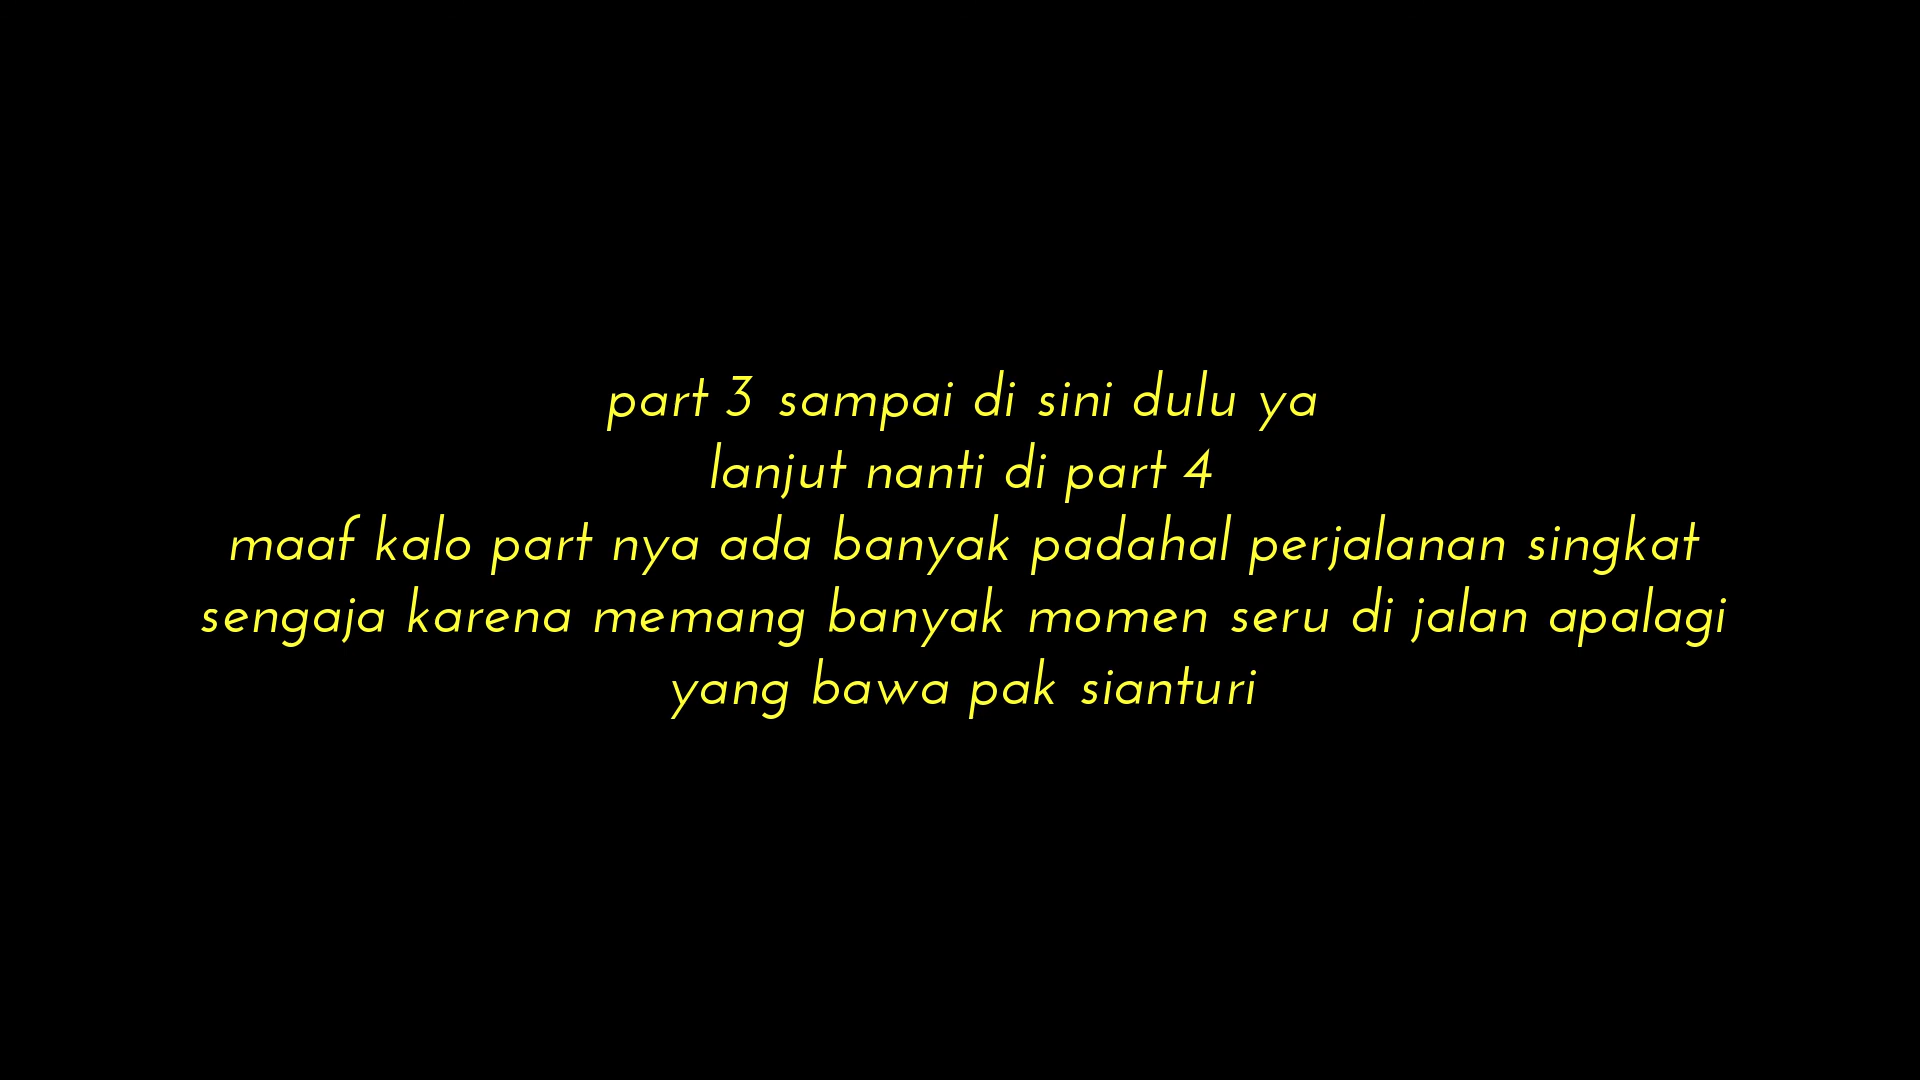 part 3 sampai di sini dulu ya
lanjut nanti di part 4
maaf kalo part nya ada banyak padahal perjalanan singkat
sengaja karena memang banyak momen seru di jalan apalagi
yang bawa pak sianturi